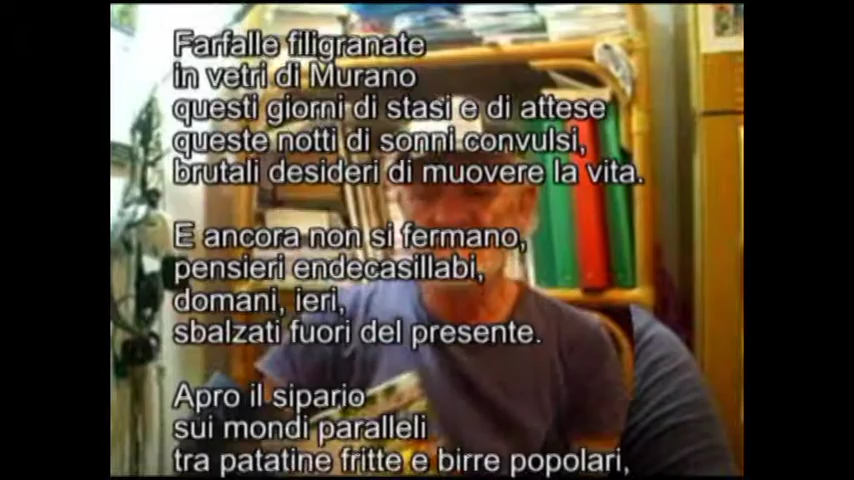 Farfalle filigranate
in vetri di Murano
questi giorni di stasi e di attese
queste notti di sonni convulsi,
brutali desideri di muovere la vita.
E ancora non si fermano,
pensieri endecasillabi,
domani, ieri,
sbalzati fuori del presente.
Apro il sipario
sui mondi paralleli
tra patatine fritte e birre popolari,